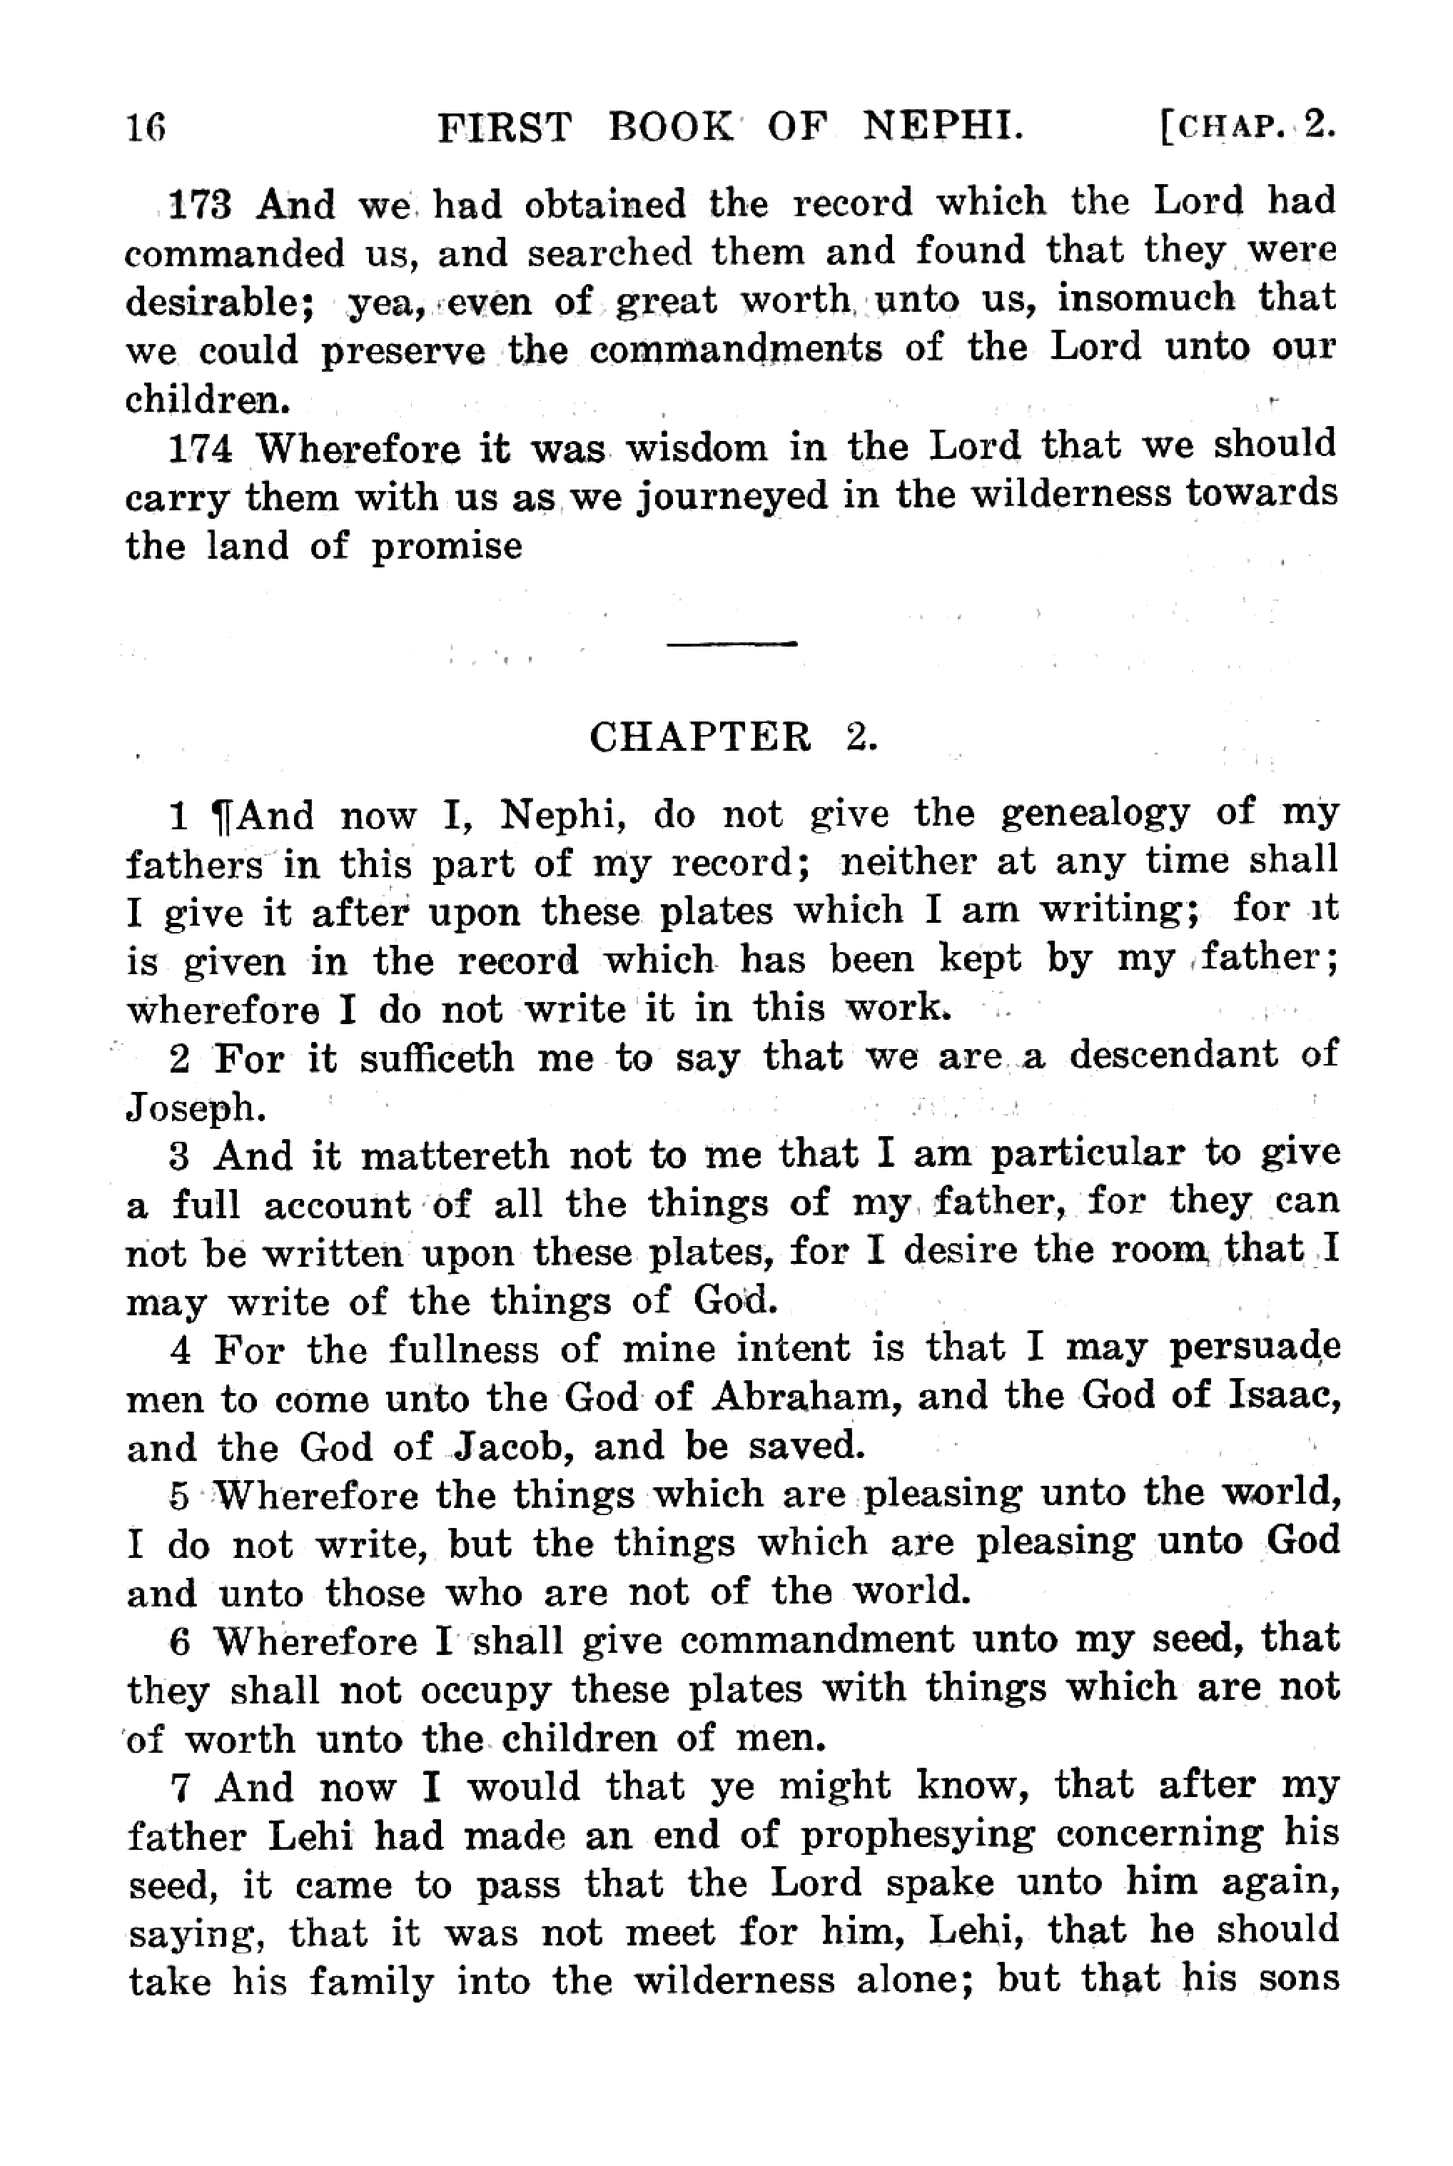 16 FIRST BOOK OF NEPHI. [CHAP. 2.
173 And we had obtained the record which the Lord had
commanded us, and searched them and found that they were
desirable; yea, even of great worth unto us, insomuch that
we could preserve the commandments of the Lord unto our
children.
174 Wherefore it was wisdom in the Lord that we should
carry them with us as we journeyed in the wilderness towards
the land of promise
CHAPTER 2.
1 ¶And now I, Nephi, do not give the genealogy of my
fathers in this part of my record; neither at any time shall
I give it after upon these plates which I am writing; for it
is given in the record which has been kept by my father;
wherefore I do not write it in this work.
2 For it sufficeth me to say that we are a descendant of
Joseph.
3 And it mattereth not to me that I am particular to give
a full account of all the things of my father, for they can
not be written upon these plates, for I desire the room that I
may write of the things of God.
4 For the fullness of mine intent is that I may persuade
men to come unto the God of Abraham, and the God of Isaac,
and the God of Jacob, and be saved.
5 Wherefore the things which are pleasing unto the world,
I do not write, but the things which are pleasing unto God
and unto those who are not of the world.
6 Wherefore I shall give commandment unto my seed, that
they shall not occupy these plates with things which are not
of worth unto the children of men.
7 And now I would that ye might know, that after my
father Lehi had made an end of prophesying concerning his
seed, it came to pass that the Lord spake unto him again,
saying, that it was not meet for him, Lehi, that he should
take his family into the wilderness alone; but that his sons